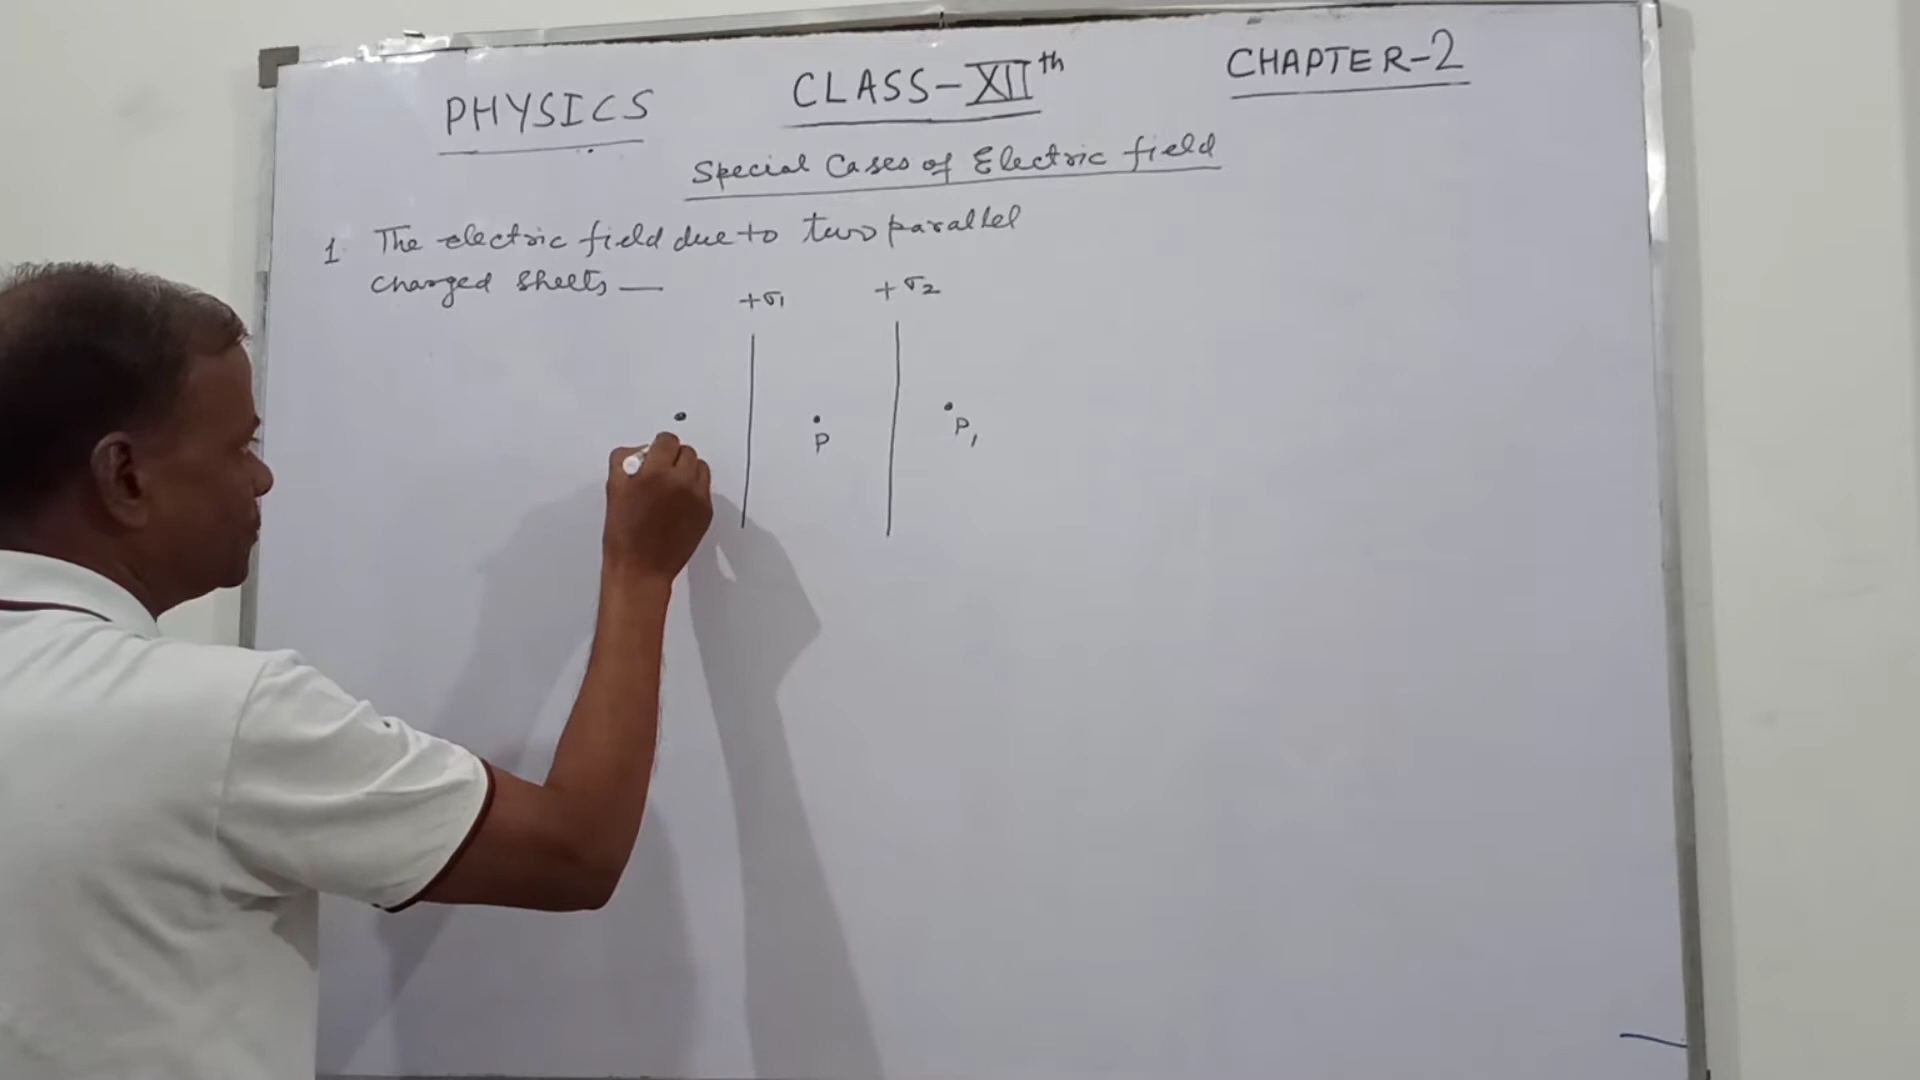 PHYSICS CLASS-XIIth CHAPTER-2
Special Cases of Electric field
1. The electric field due to two parallel
charged sheets —
+σ1 +σ2
P P1